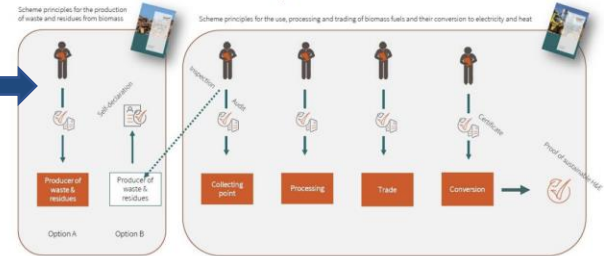 Scheme principles for the production
of waste and residues from biomass
Scheme principles for the use, processing and trading of biomass fuels and their conversion to electricity and heat
Self-declaration
Inspection
Audit
Certificate
Proof of sustainable H&E
Producer of
waste &
residues
Producer of
waste &
residues
Collecting
point
Processing
Trade
Conversion
Option A
Option B